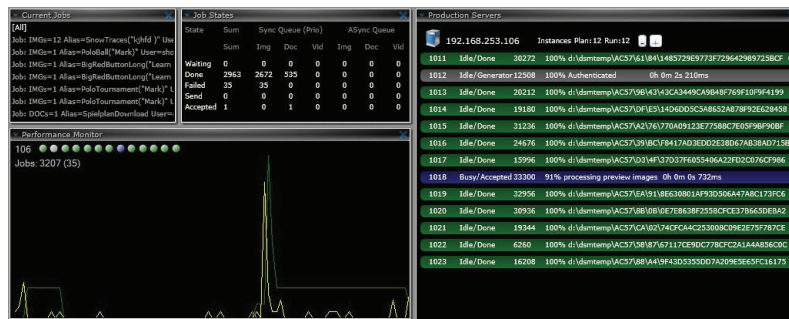 Current Jobs
[All]
Job: IMGs=12 Alias=SnowTraces("kjhfd )" Use
Job: IMGs=1 Alias=PoloBall("Mark)" User=sho
Job: IMGs=1 Alias=BigRedButtonLong("Learn
Job: IMGs=1 Alias=BigRedButtonLong("Learn
Job: IMGs=1 Alias=PoloTournament("Mark)" U
Job: IMGs=1 Alias=PoloTournament("Mark)" U
Job: DOCs=1 Alias=SpielplanDownload User=
Job States
State Sum Sync Queue (Prio) ASync Queue
Sum Img Doc Vid Img Doc Vid
Waiting 0 0 0 0 0 0 0
Done 2963 2672 535 0 0 0 0
Failed 35 35 0 0 0 0 0
Send 0 0 0 0 0 0 0
Accepted 1 0 1 0 0 0 0
Performance Monitor
106
Jobs: 3207 (35)
Production Servers
192.168.253.106 Instances Plan:12 Run:12 - +
1011 Idle/Done 30272 100% d:\dsmtemp\AC57\61\84\1485729E9773F729642989725BCF
1012 Idle/Generator 12508 100% Authenticated 0h 0m 2s 210ms
1013 Idle/Done 20212 100% d:\dsmtemp\AC57\9B\43\43CA3449CA9B48F769F10F9F4199
1014 Idle/Done 19180 100% d:\dsmtemp\AC57\DF\E5\14D6DD5C5A8652A878F92E628458
1015 Idle/Done 31236 100% d:\dsmtemp\AC57\A2\76\770A09123E77588C7E05F9BF90BF
1016 Idle/Done 24676 100% d:\dsmtemp\AC57\39\BC\FB417AD3EDD2E38D67AB38AD715B
1017 Idle/Done 15996 100% d:\dsmtemp\AC57\D3\4F\37D37F6055406A22FD2C076CF986
1018 Busy/Accepted 33300 91% processing preview images 0h 0m 0s 732ms
1019 Idle/Done 32956 100% d:\dsmtemp\AC57\EA\91\8E630801AF93D506A47A8C173FC6
1020 Idle/Done 30936 100% d:\dsmtemp\AC57\8B\0B\0E7E8638F255BCFCE37B665DEBA2
1021 Idle/Done 19344 100% d:\dsmtemp\AC57\CA\02\74CFCA4C253008C09E2E75F787CE
1022 Idle/Done 6260 100% d:\dsmtemp\AC57\58\87\67117CE9DC778CFC2A1A4A856C0C
1023 Idle/Done 16208 100% d:\dsmtemp\AC57\88\A4\9F43D5355DD7A209E5E65FC16175